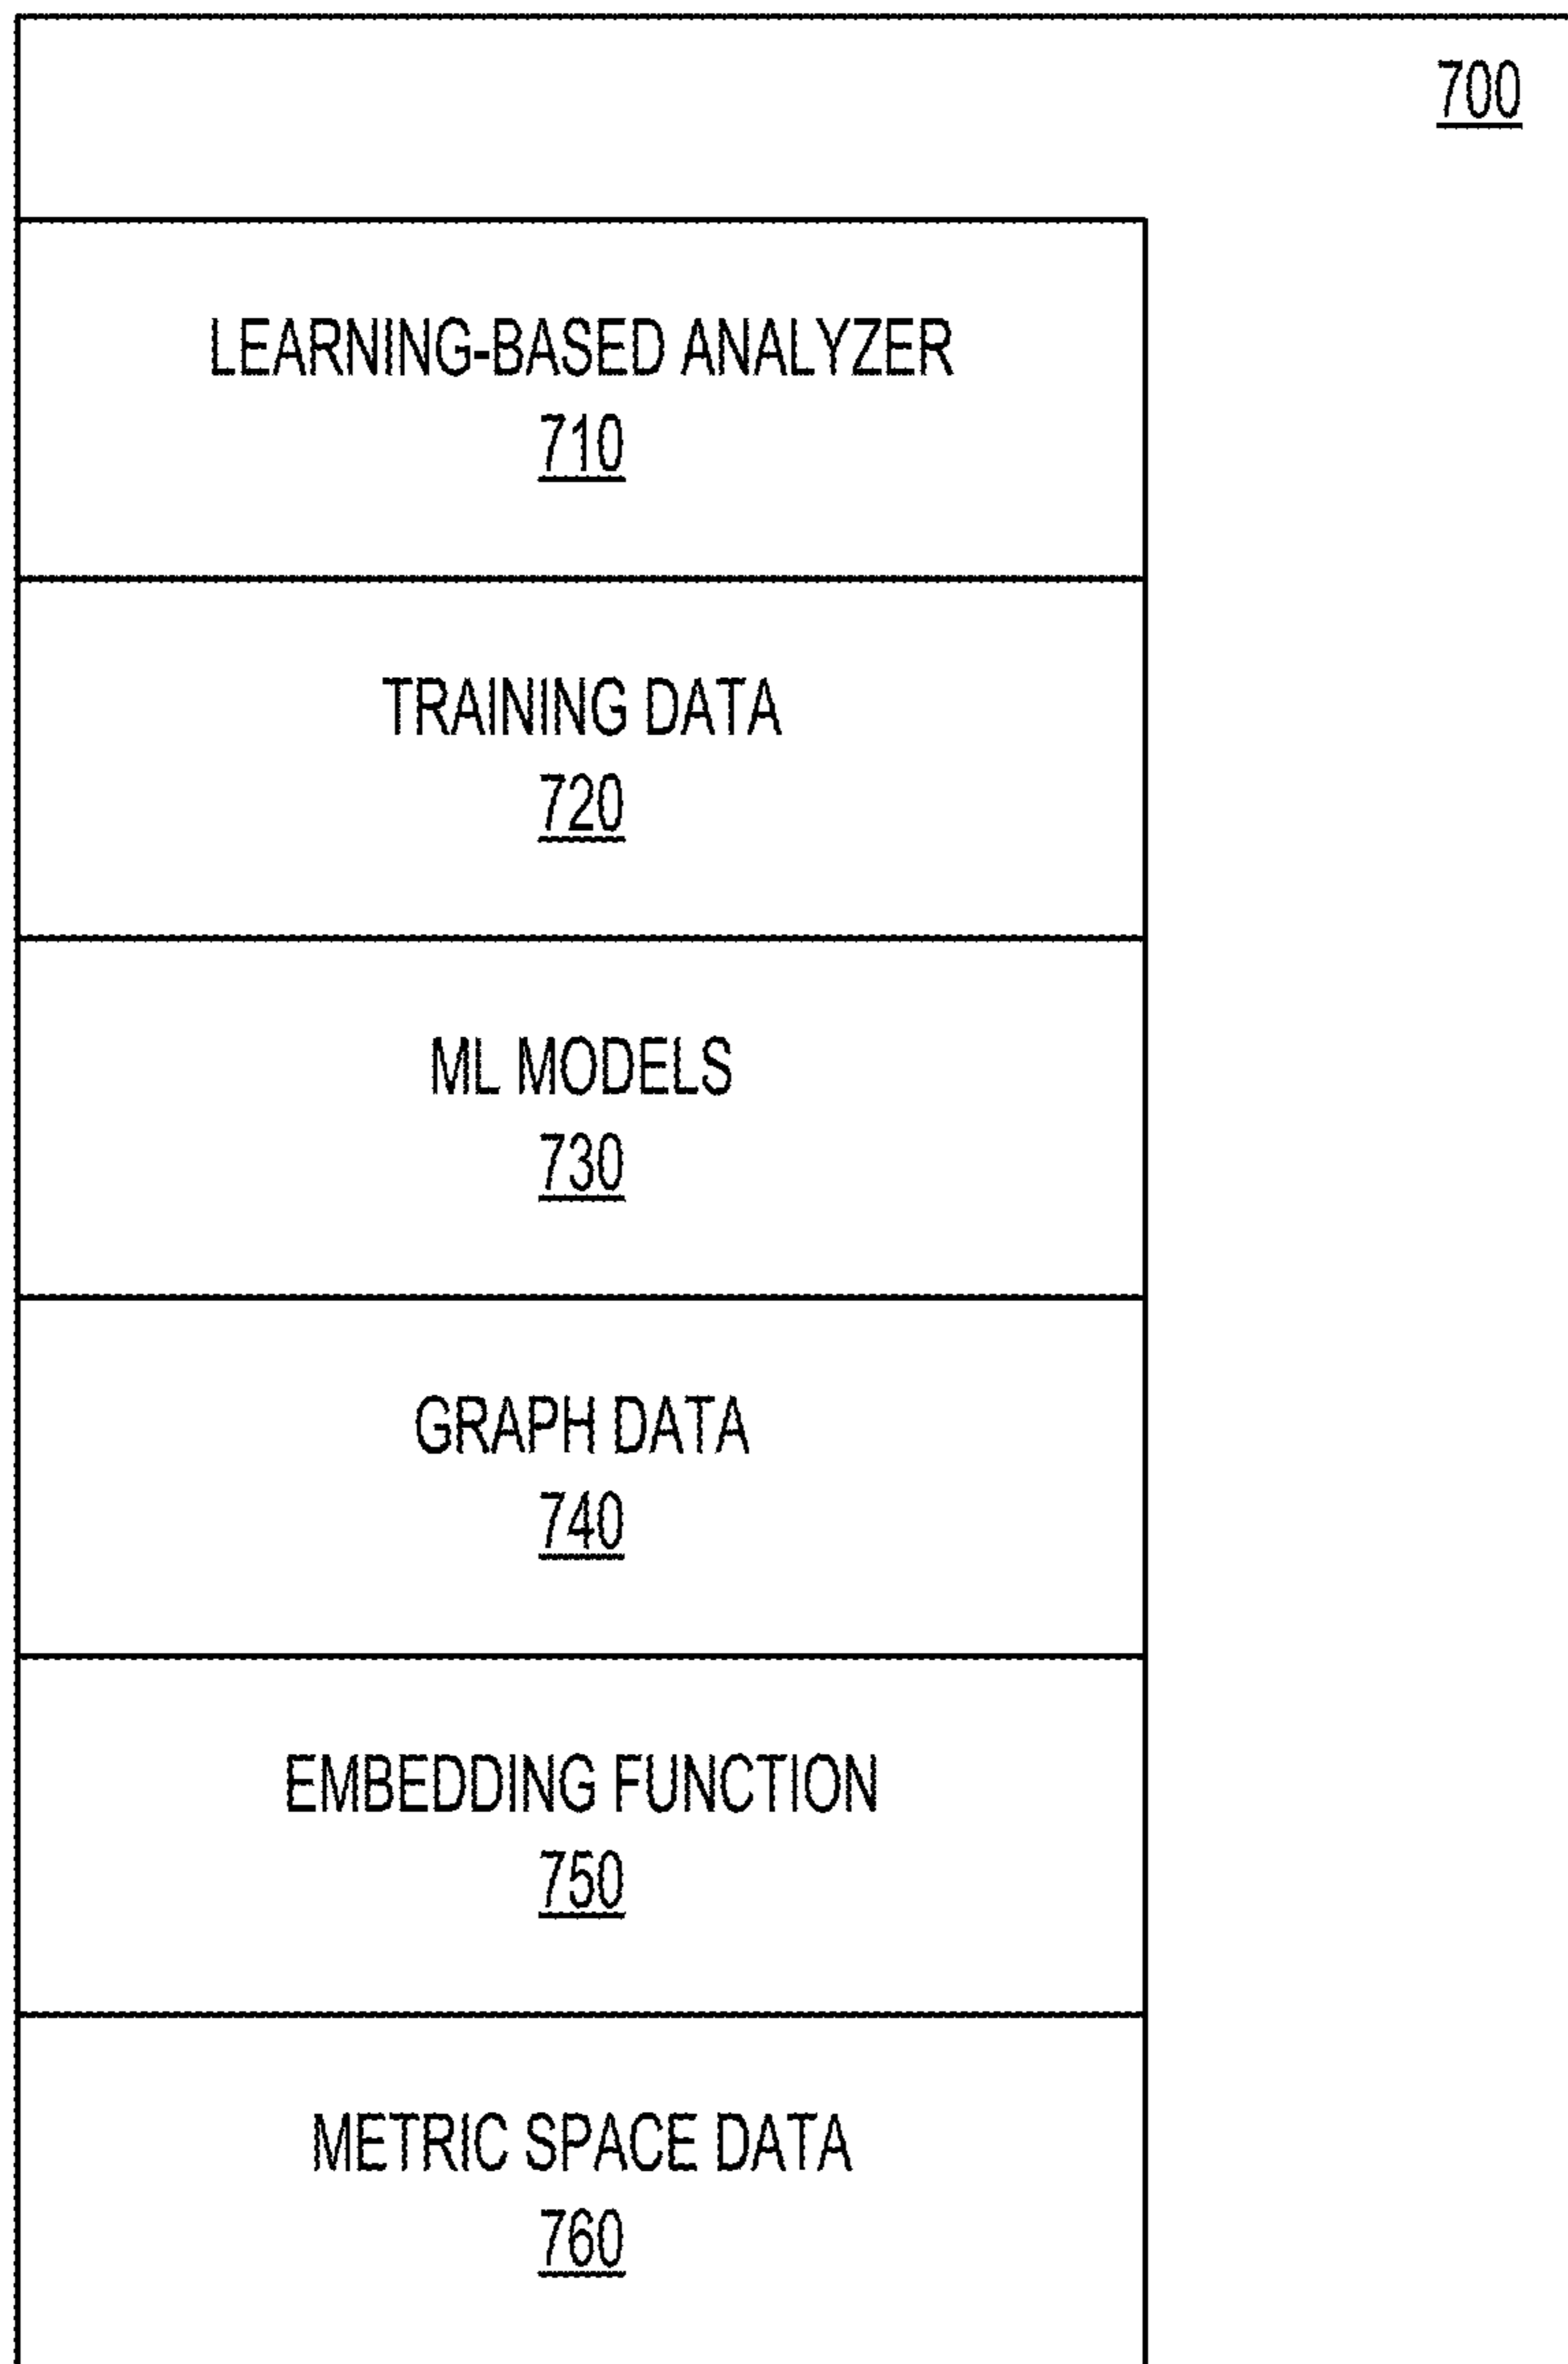 700
LEARNING-BASED ANALYZER
710
TRAINING DATA
720
ML MODELS
730
GRAPH DATA
740
EMBEDDING FUNCTION
750
METRIC SPACE DATA
760